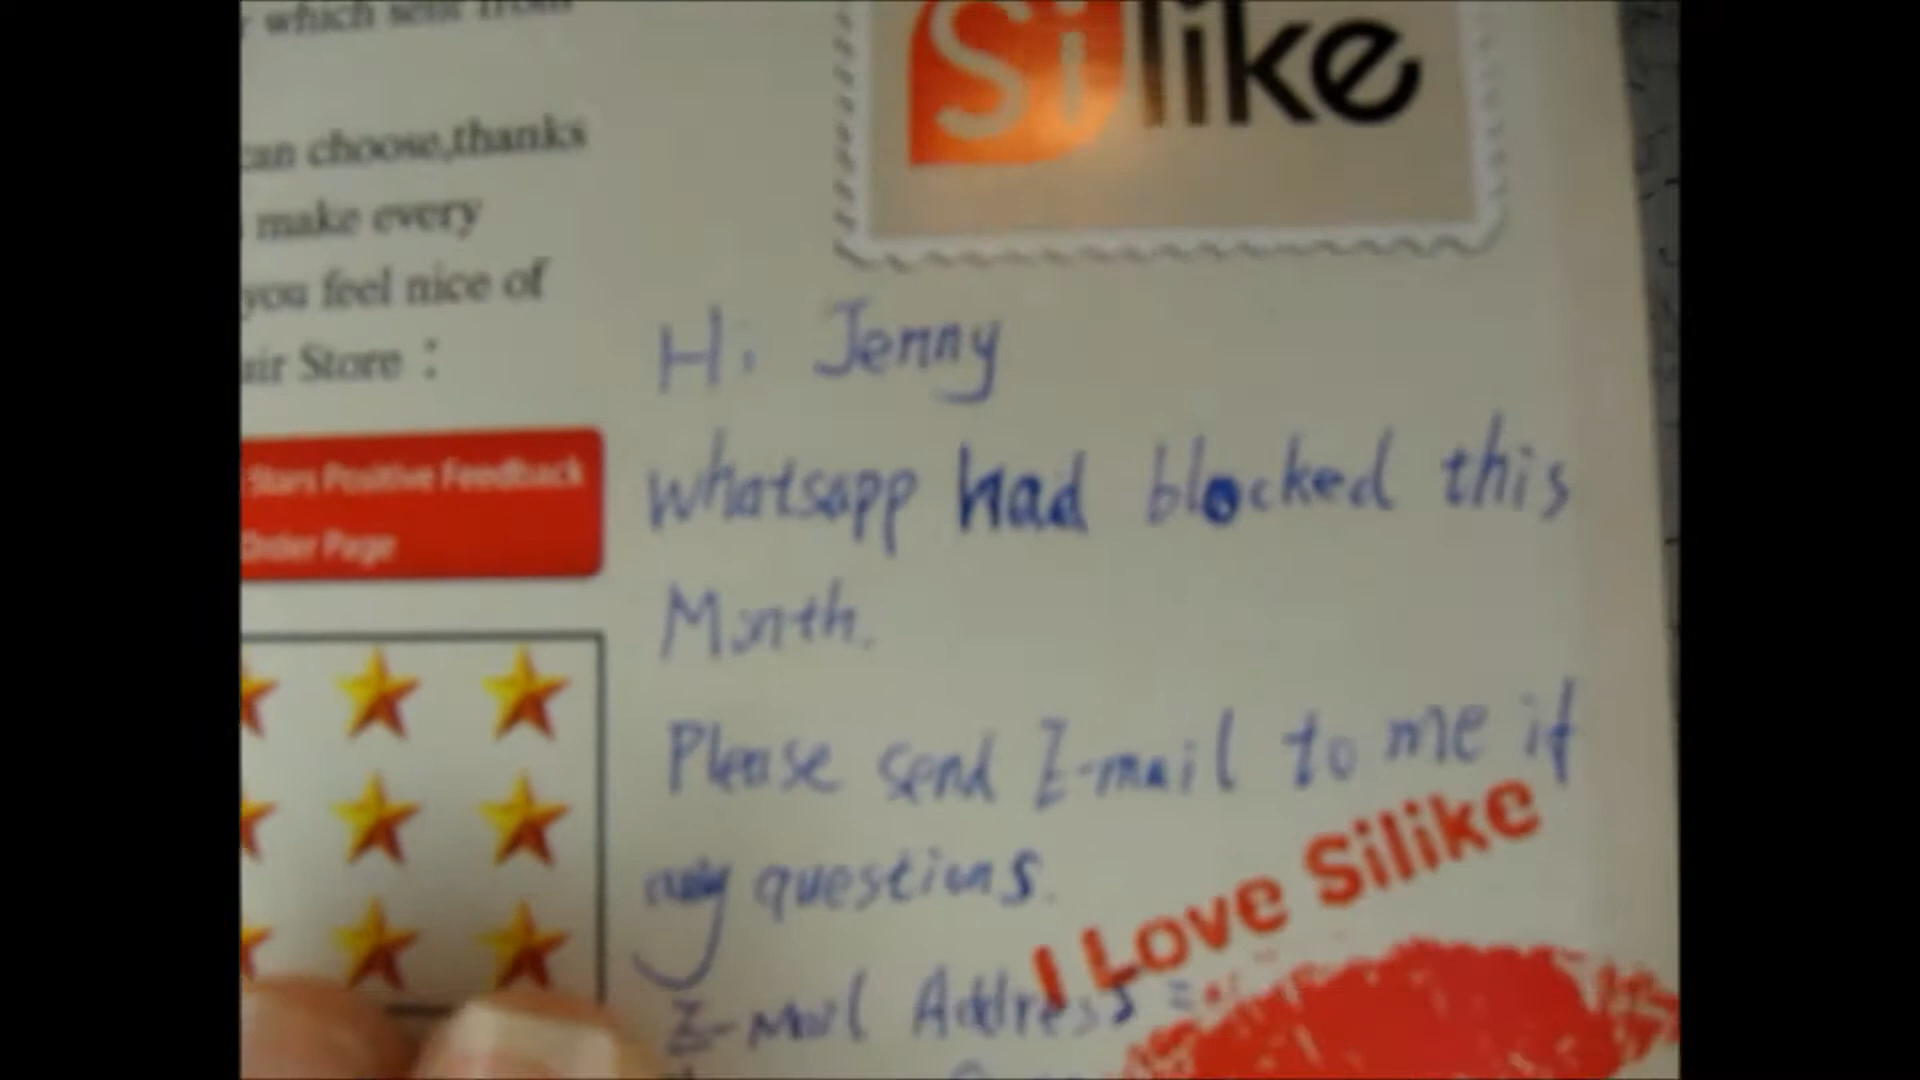 which sent from
can choose,thanks
make every
you feel nice of
air Store :
Stars Positive Feedback
Order Page
Silike
Hi Jenny
whatsapp had blocked this
Month.
Please send E-mail to me if
any questions.
I Love Silike
E-mail Address =